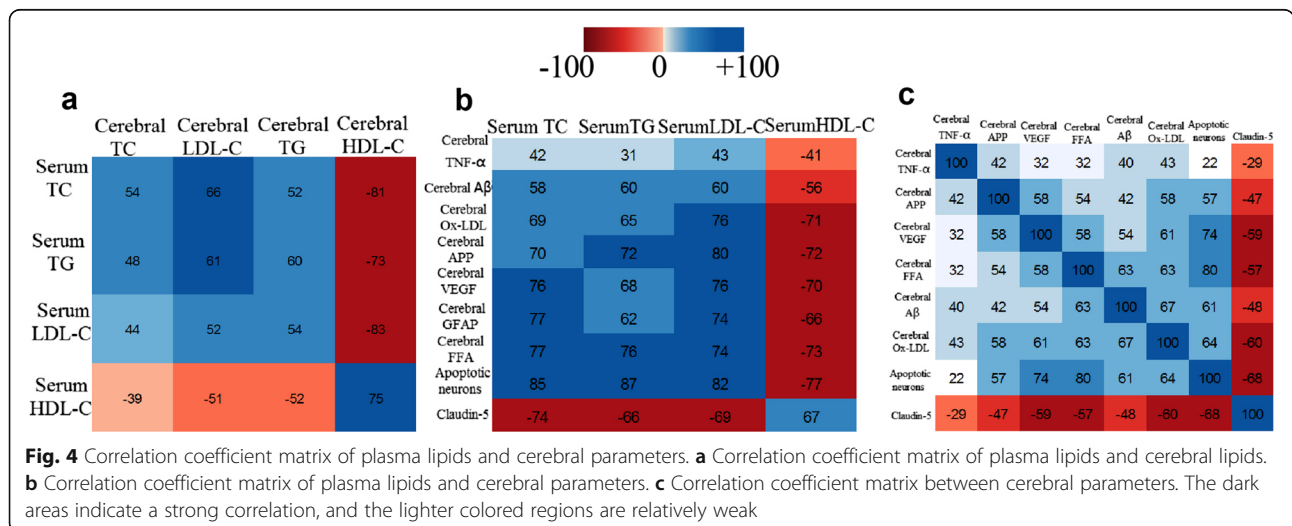 -100 0 +100
a
Cerebral TC Cerebral LDL-C Cerebral TG Cerebral HDL-C
Serum TC 54 66 52 -81
Serum TG 48 61 60 -73
Serum LDL-C 44 52 54 -83
Serum HDL-C -39 -51 -52 75
b
Serum TC SerumTG SerumLDL-C SerumHDL-C
Cerebral TNF-α 42 31 43 -41
Cerebral Aβ 58 60 60 -56
Cerebral Ox-LDL 69 65 76 -71
Cerebral APP 70 72 80 -72
Cerebral VEGF 76 68 76 -70
Cerebral GFAP 77 62 74 -66
Cerebral FFA 77 76 74 -73
Apoptotic neurons 85 87 82 -77
Claudin-5 -74 -66 -69 67
c
Cerebral TNF-α Cerebral APP Cerebral VEGF Cerebral FFA Cerebral Aβ Cerebral Ox-LDL Apoptotic neurons Claudin-5
Cerebral TNF-α 100 42 32 32 40 43 22 -29
Cerebral APP 42 100 58 54 42 58 57 -47
Cerebral VEGF 32 58 100 58 54 61 74 -59
Cerebral FFA 32 54 58 100 63 63 80 -57
Cerebral Aβ 40 42 54 63 100 67 61 -48
Cerebral Ox-LDL 43 58 61 63 67 100 64 -60
Apoptotic neurons 22 57 74 80 61 64 100 -68
Claudin-5 -29 -47 -59 -57 -48 -60 -68 100
Fig. 4 Correlation coefficient matrix of plasma lipids and cerebral parameters. a Correlation coefficient matrix of plasma lipids and cerebral lipids.
b Correlation coefficient matrix of plasma lipids and cerebral parameters. c Correlation coefficient matrix between cerebral parameters. The dark
areas indicate a strong correlation, and the lighter colored regions are relatively weak